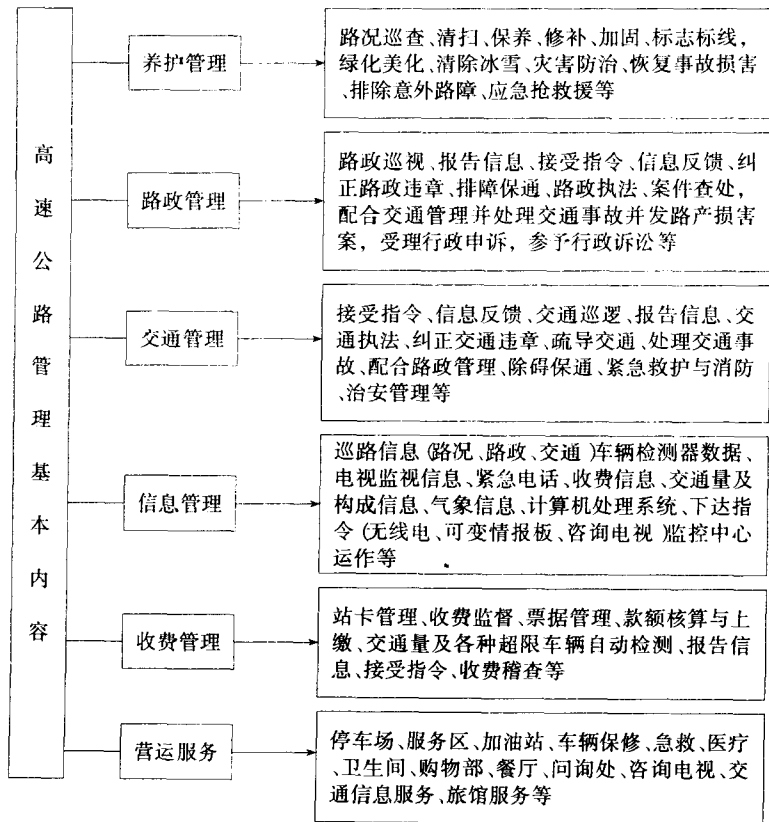 高速公路管理基本内容
养护管理
路况巡查、清扫、保养、修补、加固、标志标线，
绿化美化、清除冰雪、灾害防治、恢复事故损害
、排除意外路障、应急抢救援等
路政管理
路政巡视、报告信息、接受指令、信息反馈、纠
正路政违章、排障保通、路政执法、案件查处，
配合交通管理并处理交通事故并发路产损害
案，受理行政申诉，参予行政诉讼等
交通管理
接受指令、信息反馈、交通巡逻、报告信息、交
通执法、纠正交通违章、疏导交通、处理交通事
故、配合路政管理、除碍保通、紧急救护与消防
、治安管理等
信息管理
巡路信息(路况、路政、交通)车辆检测器数据、
电视监视信息、紧急电话、收费信息、交通量及
构成信息、气象信息、计算机处理系统、下达指
令(无线电、可变情报板、咨询电视)监控中心
运作等
收费管理
站卡管理、收费监督、票据管理、款额核算与上
缴、交通量及各种超限车辆自动检测、报告信
息、接受指令、收费稽查等
营运服务
停车场、服务区、加油站、车辆保修、急救、医疗
、卫生间、购物部、餐厅、问询处、咨询电视、交
通信息服务、旅馆服务等